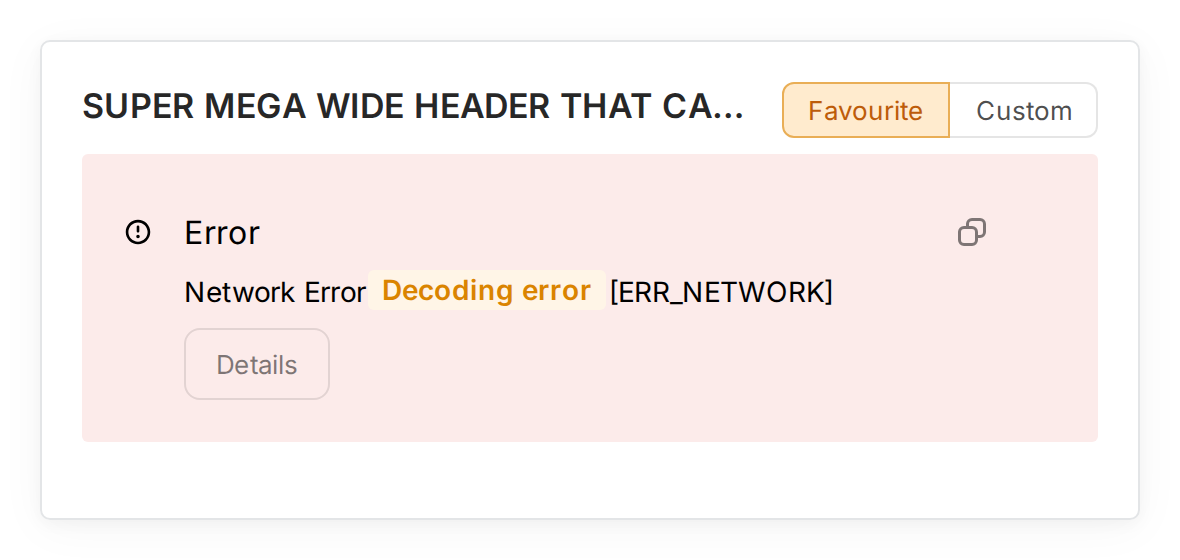 SUPER MEGA WIDE HEADER THAT CA...
Favourite Custom
Error
Network Error Decoding error [ERR_NETWORK]
Details